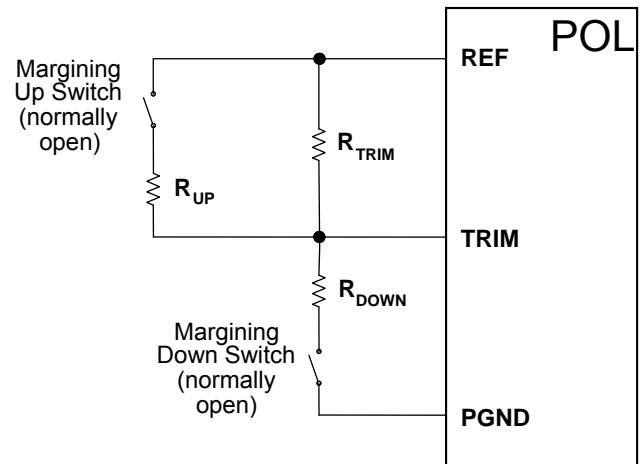 POL
REF
Margining
Up Switch
(normally
open)
R_TRIM
R_UP
TRIM
R_DOWN
Margining
Down Switch
(normally
open)
PGND